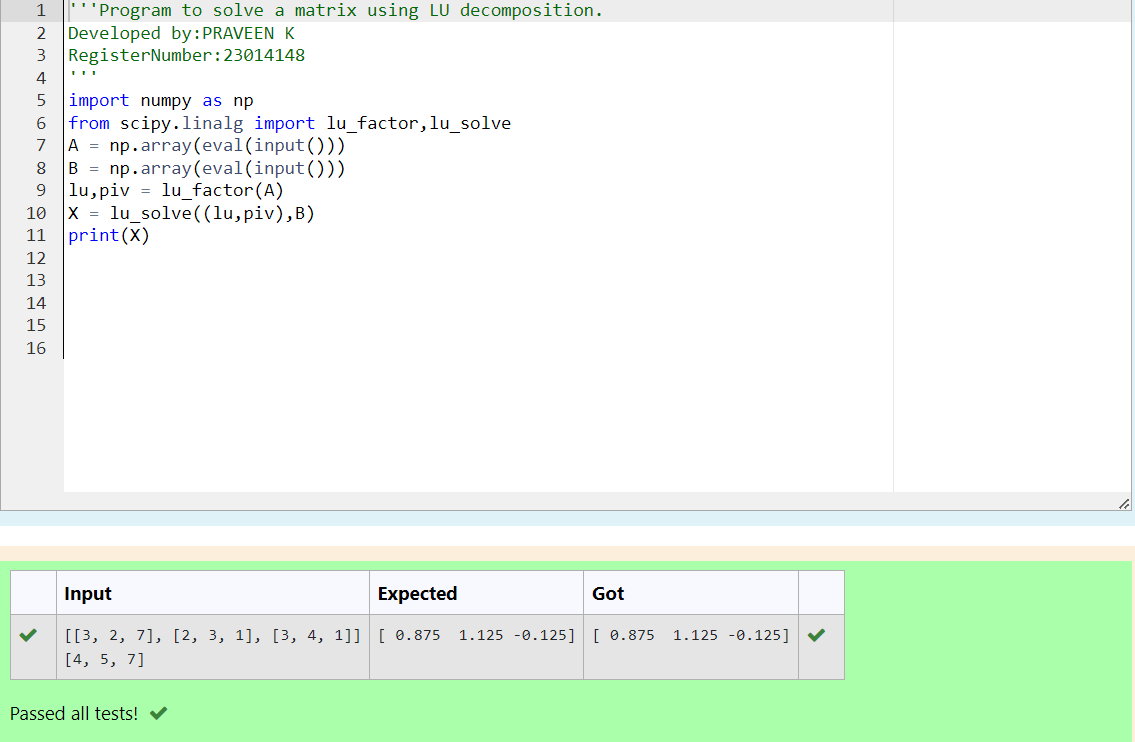 1 '''Program to solve a matrix using LU decomposition.
2 Developed by:PRAVEEN K
3 RegisterNumber:23014148
4 '''
5 import numpy as np
6 from scipy.linalg import lu_factor,lu_solve
7 A = np.array(eval(input()))
8 B = np.array(eval(input()))
9 lu,piv = lu_factor(A)
10 X = lu_solve((lu,piv),B)
11 print(X)
12
13
14
15
16
Input Expected Got
[[3, 2, 7], [2, 3, 1], [3, 4, 1]] [ 0.875  1.125 -0.125] [ 0.875  1.125 -0.125]
[4, 5, 7]
Passed all tests!